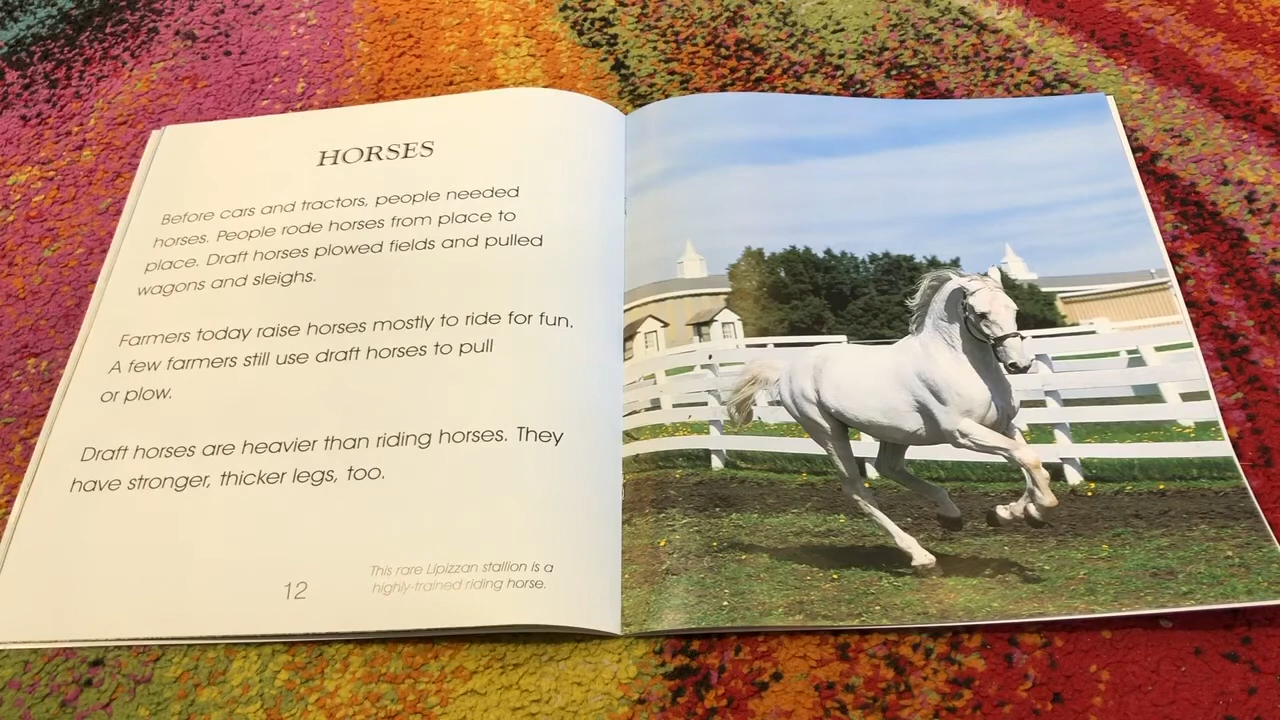 HORSES
Before cars and tractors, people needed
horses. People rode horses from place to
place. Draft horses plowed fields and pulled
wagons and sleighs.
Farmers today raise horses mostly to ride for fun.
A few farmers still use draft horses to pull
or plow.
Draft horses are heavier than riding horses. They
have stronger, thicker legs, too.
This rare Lipizzan stallion is a
highly-trained riding horse.
12